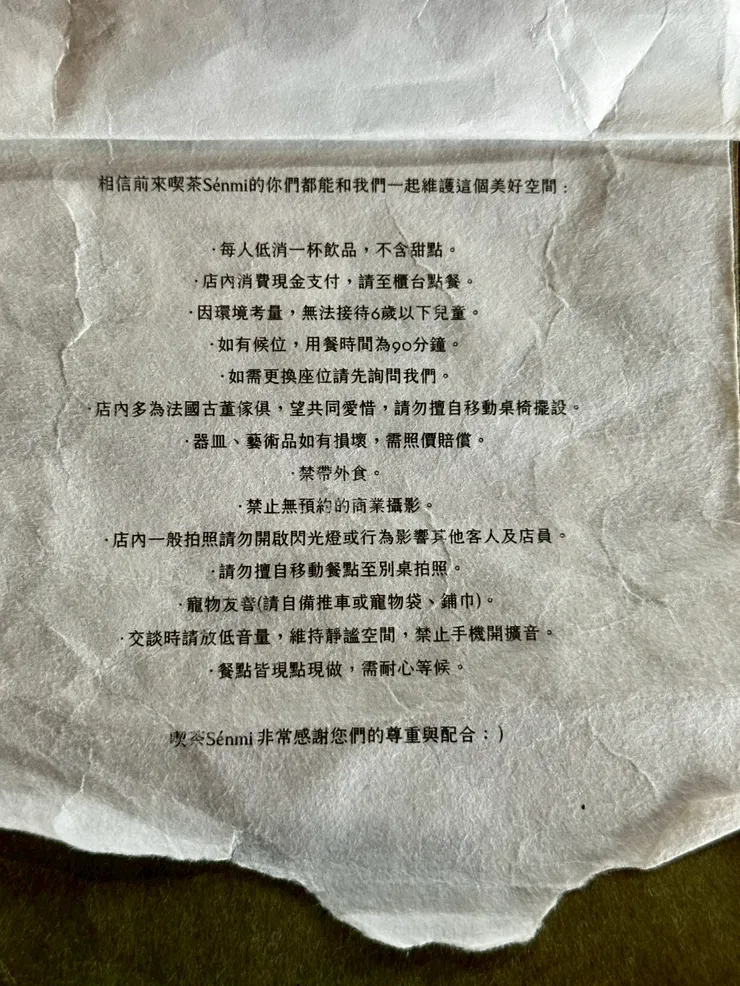 相信前來喫茶Sénmi的你們都能和我們一起維護這個美好空間：
·每人低消一杯飲品，不含甜點。
·店內消費現金支付，請至櫃台點餐。
·因環境考量，無法接待6歲以下兒童。
·如有候位，用餐時間為90分鐘。
·如需更換座位請先詢問我們。
·店內多為法國古董傢俱，望共同愛惜，請勿擅自移動桌椅擺設。
·器皿、藝術品如有損壞，需照價賠償。
·禁帶外食。
·禁止無預約的商業攝影。
·店內一般拍照請勿開啟閃光燈或行為影響其他客人及店員。
·請勿擅自移動餐點至別桌拍照。
·寵物友善(請自備推車或寵物袋、鋪巾)。
·交談時請放低音量，維持靜謐空間，禁止手機開擴音。
·餐點皆現點現做，需耐心等候。
喫茶Sénmi 非常感謝您們的尊重與配合：)